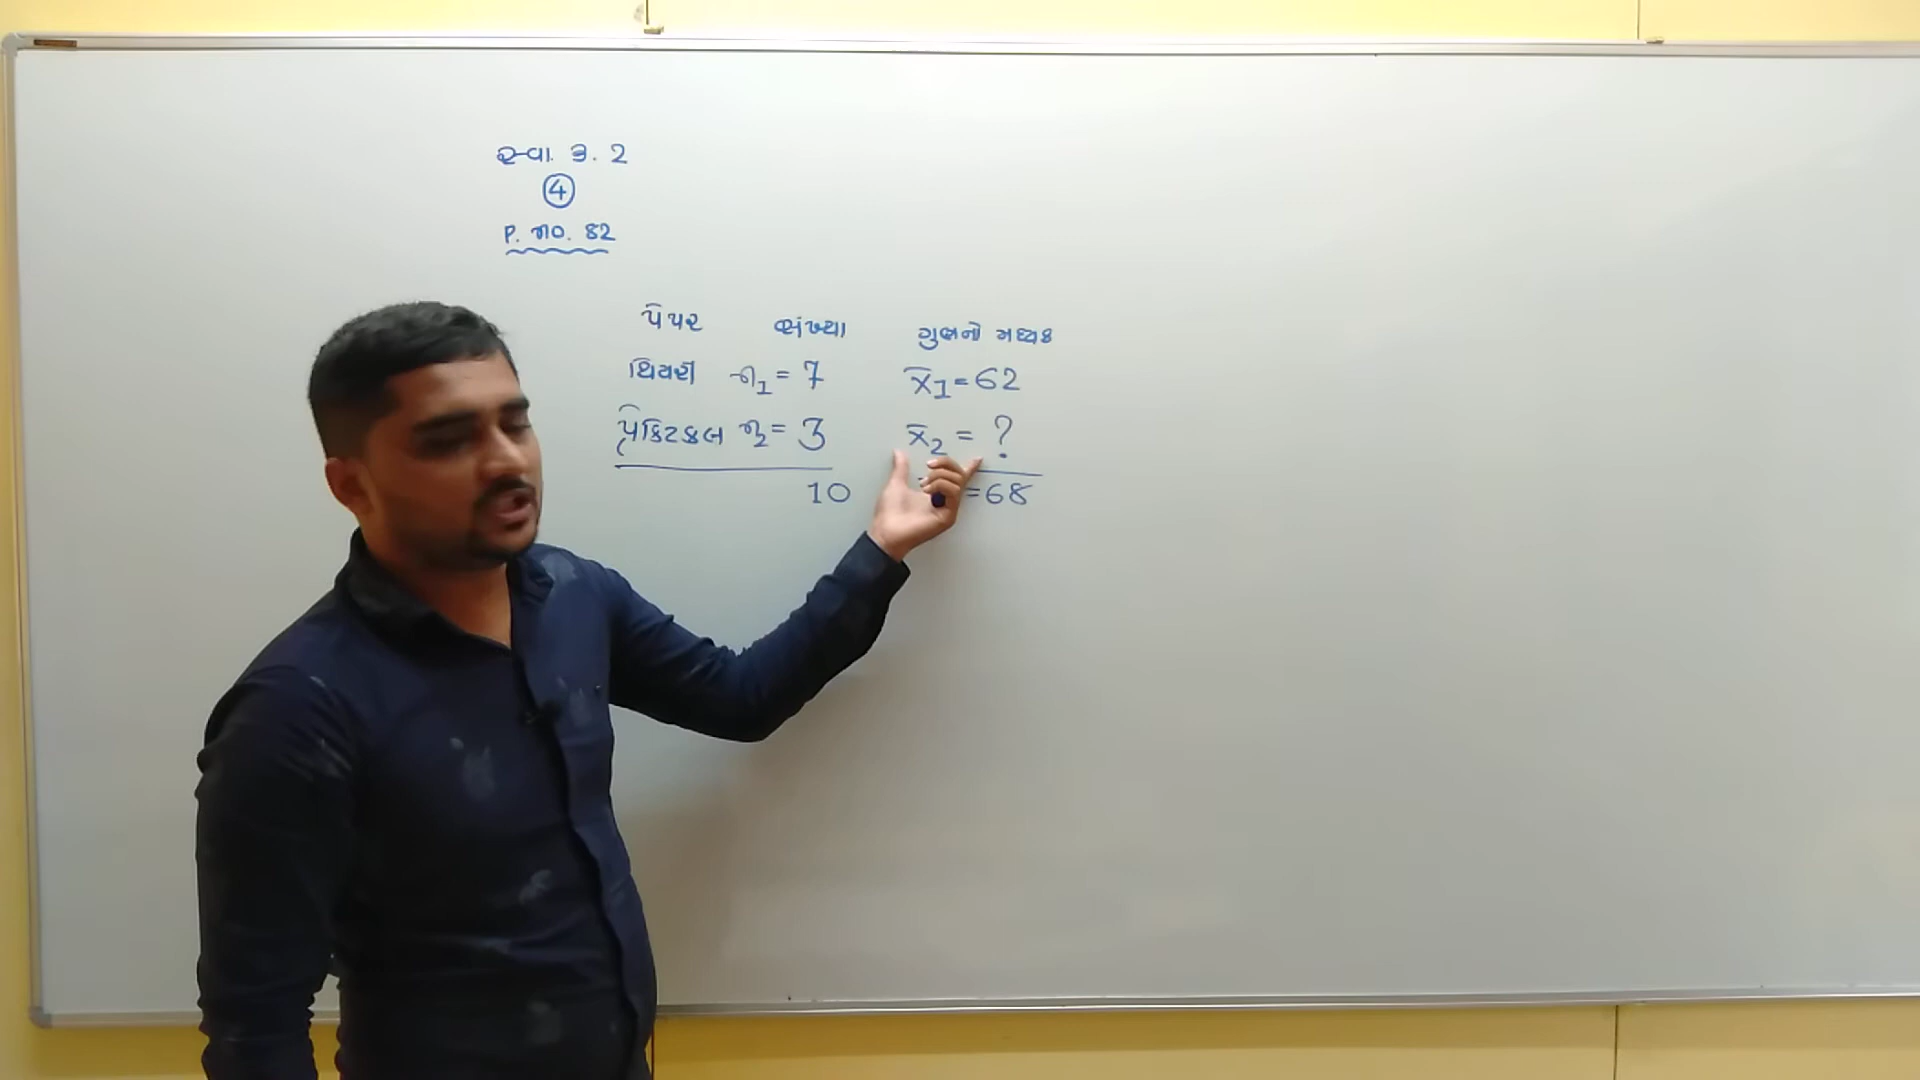 સ્વા. ૩. 2
4
P. no. 82
પેપર સંખ્યા ગુણનો મધ્યક
થિયરી n1 = 7 x̄1 = 62
પ્રેક્ટિકલ n2 = 3 x̄2 = ?
10 = 68